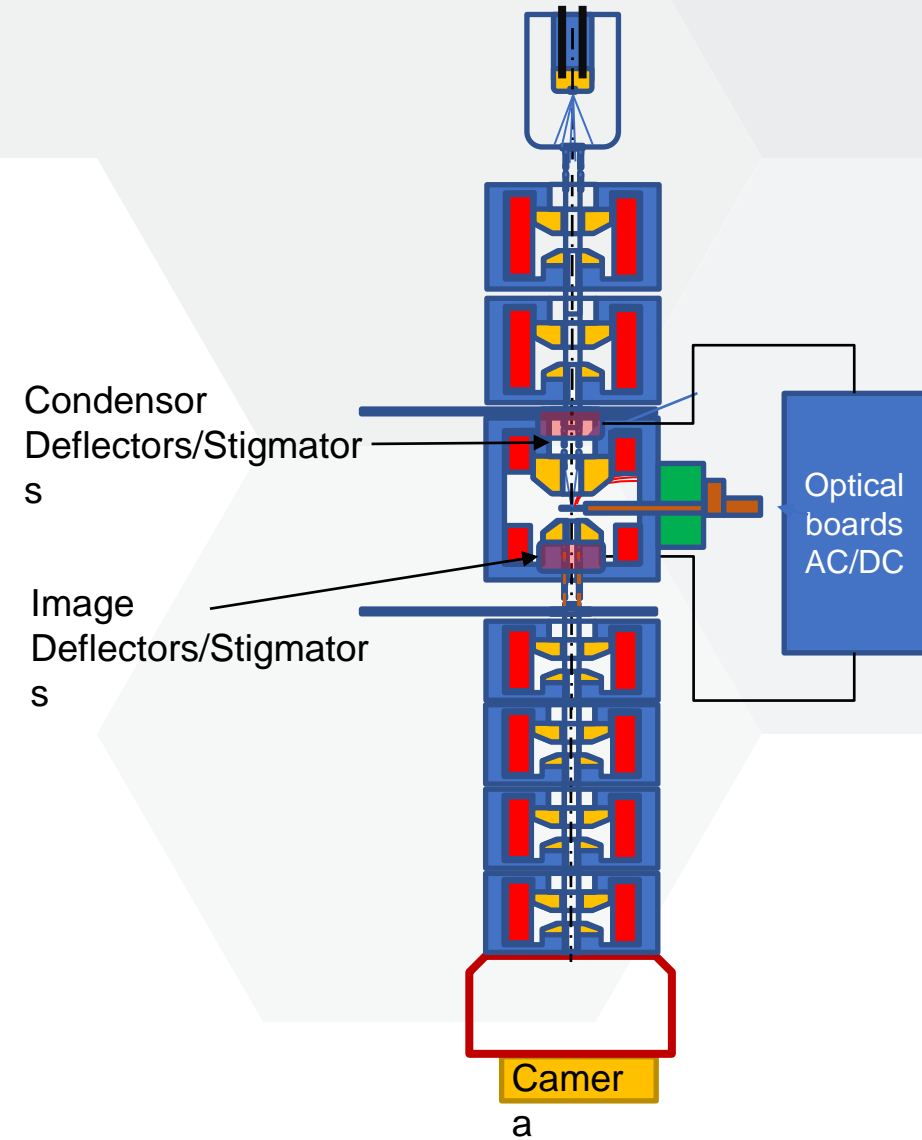 Condensor
Deflectors/Stigmator
s
Optical
boards
AC/DC
Image
Deflectors/Stigmator
s
Camer
a